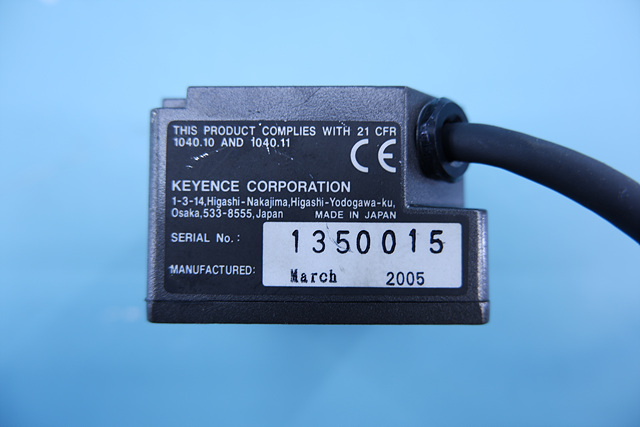 THIS PRODUCT COMPLIES WITH 21 CFR
1040.10 AND 1040.11
CE
KEYENCE CORPORATION
1-3-14,Higashi-Nakajima,Higashi-Yodogawa-ku,
Osaka,533-8555,Japan MADE IN JAPAN
SERIAL No.: 1350015
MANUFACTURED: March 2005